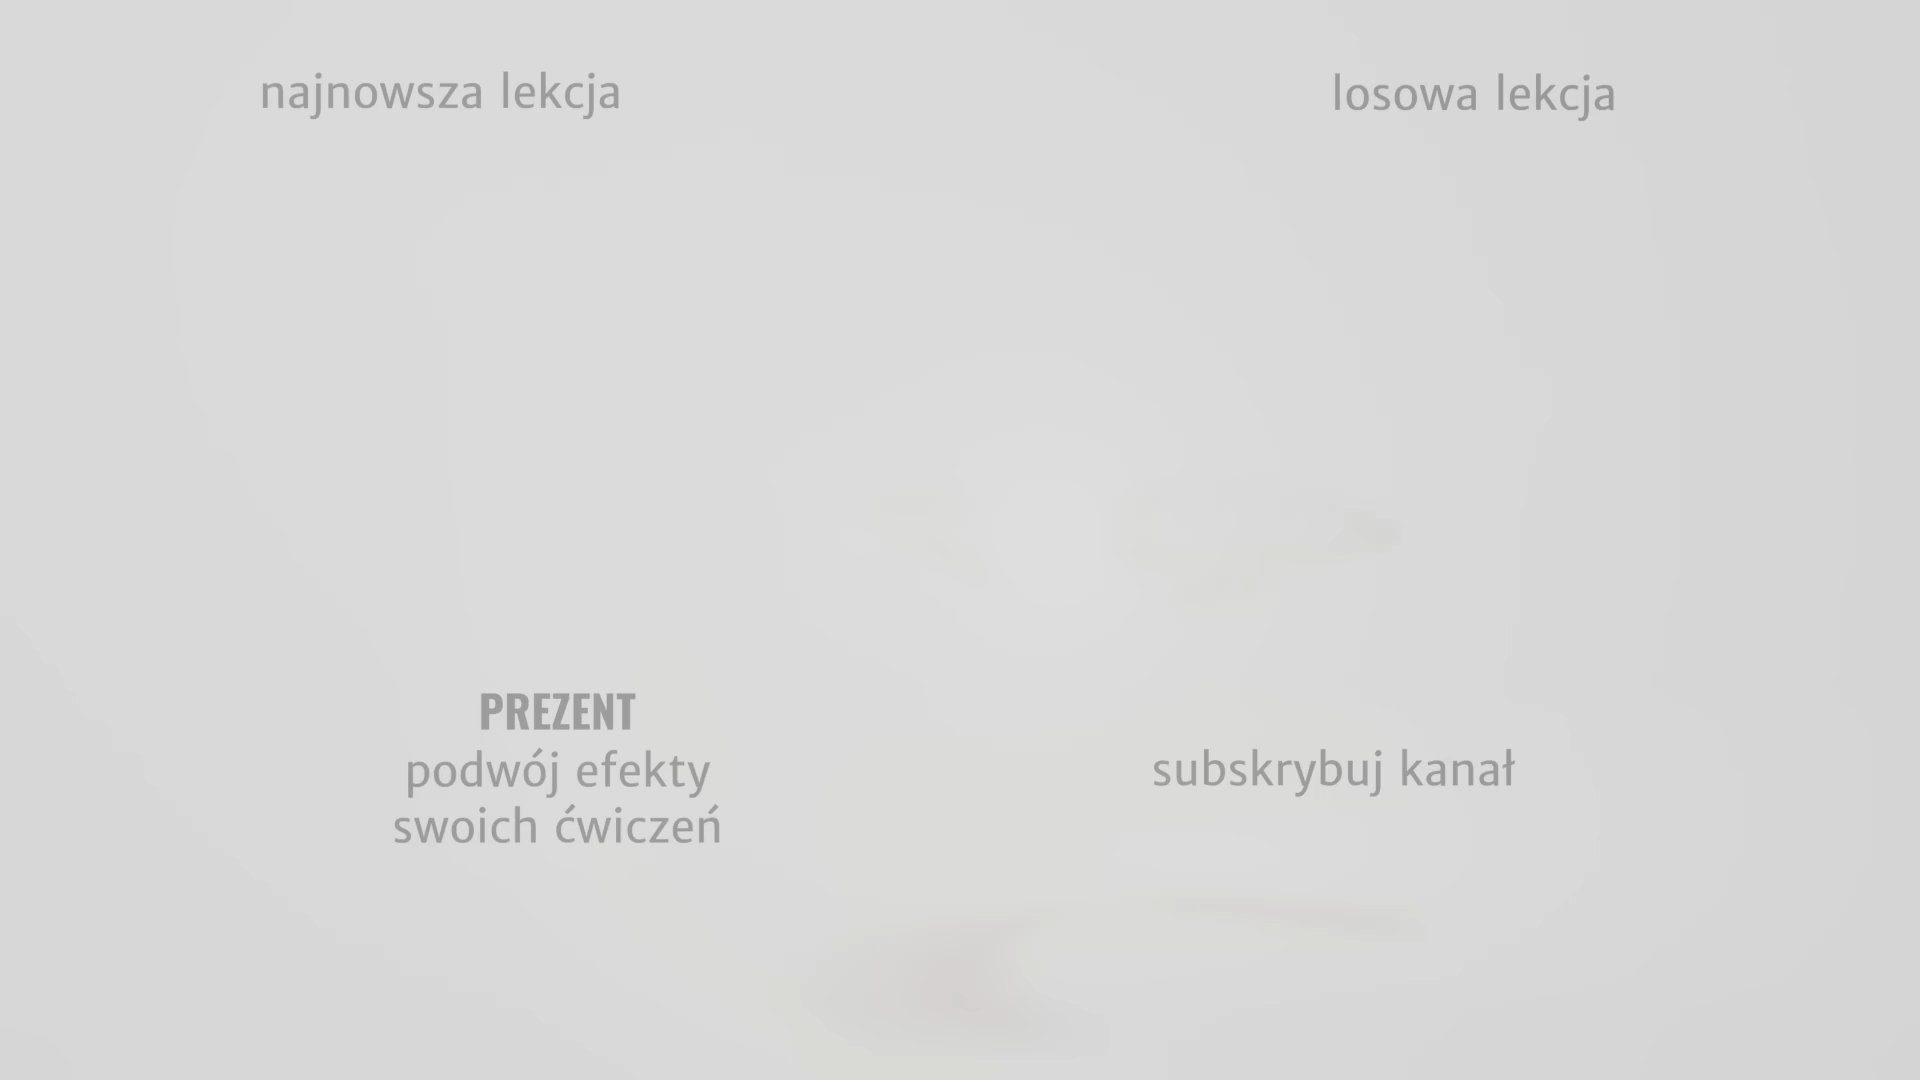 najnowsza lekcja
losowa lekcja
PREZENT
podwój efekty
swoich ćwiczeń
subskrybuj kanał